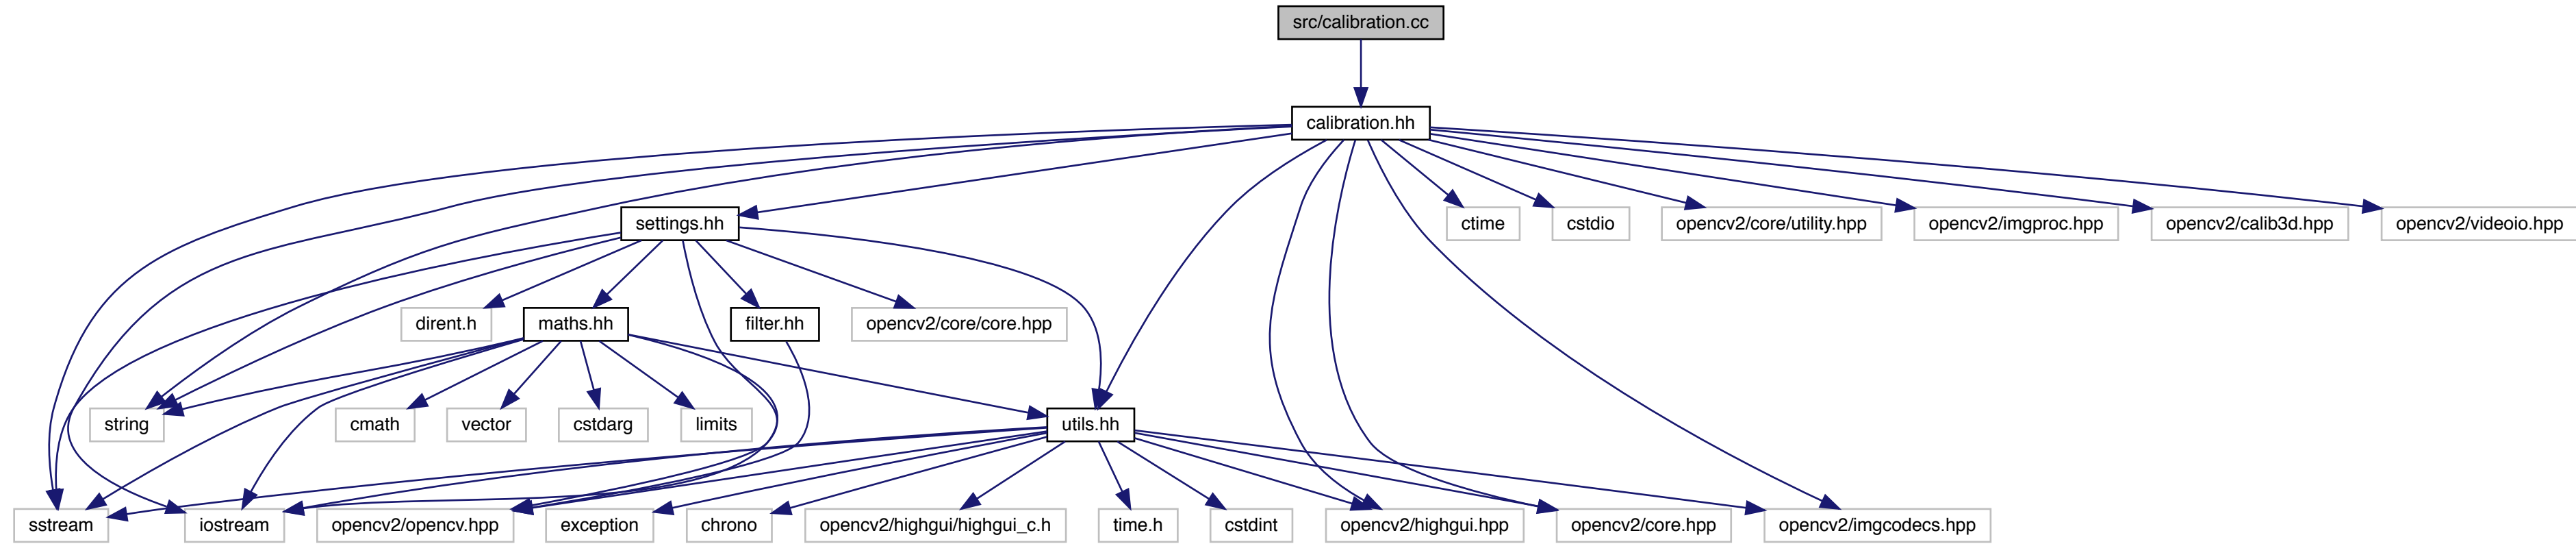 src/calibration.cc
calibration.hh
settings.hh
ctime
cstdio
opencv2/core/utility.hpp
opencv2/imgproc.hpp
opencv2/calib3d.hpp
opencv2/videoio.hpp
dirent.h
maths.hh
filter.hh
opencv2/core/core.hpp
string
cmath
vector
cstdarg
limits
utils.hh
sstream
iostream
opencv2/opencv.hpp
exception
chrono
opencv2/highgui/highgui_c.h
time.h
cstdint
opencv2/highgui.hpp
opencv2/core.hpp
opencv2/imgcodecs.hpp